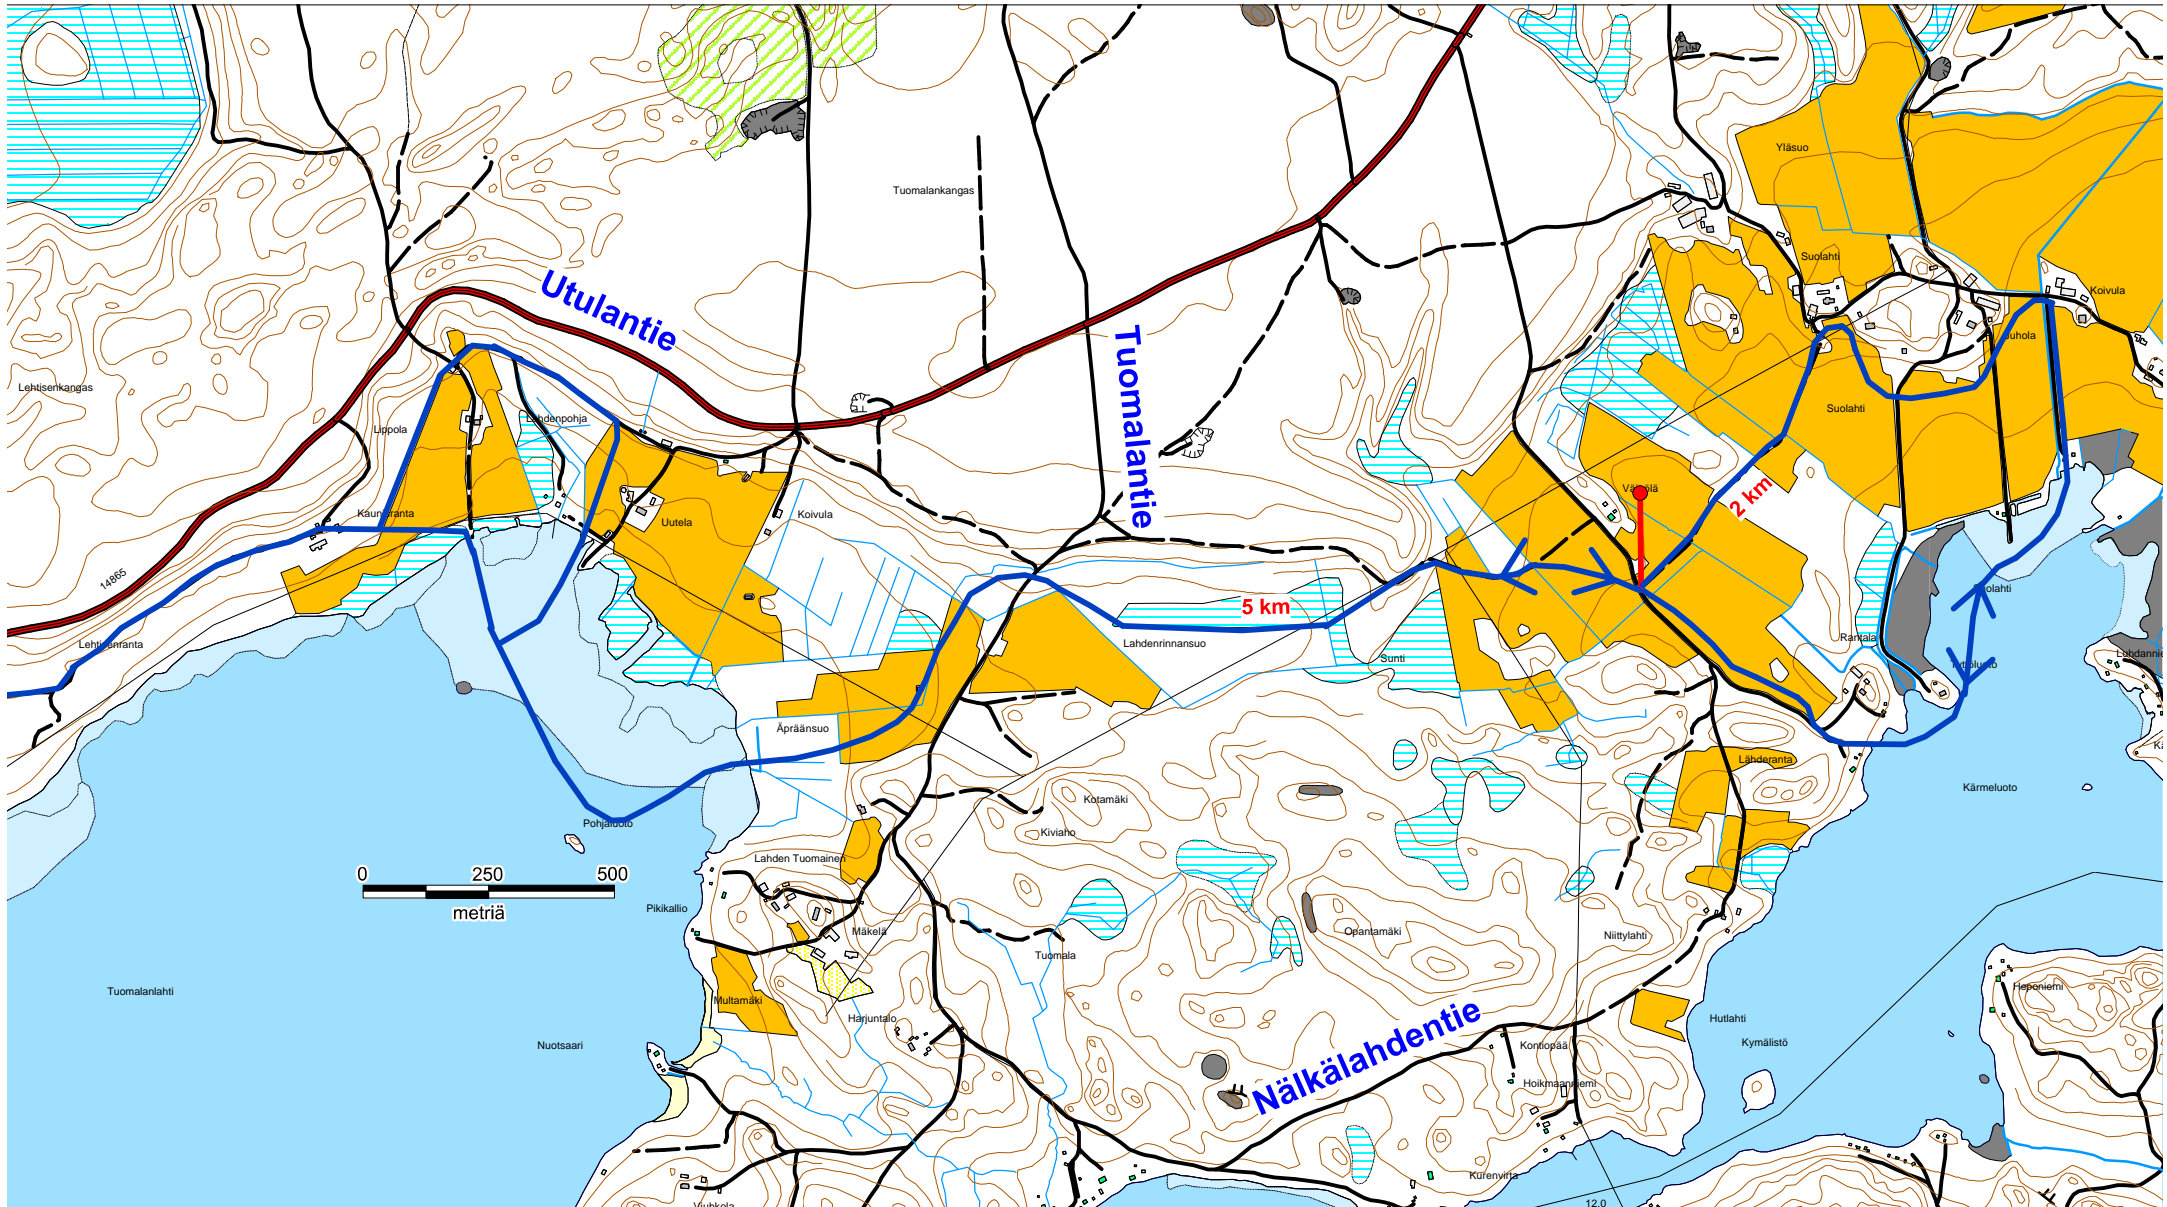 Yläsuo
Tuomalankangas
Suolahti
Utulantie
Koivula
Tuomalantie
Lehtisenkangas
Suolahti
Lippola
Lahdenpohja
Kaunisranta
Uutela
Koivula
2 km
14865
5 km
Lehtisenranta
Lahdenrinnansuo
Sunti
Rantala
Äpräänsuo
Lähderanta
Kärmeluoto
Kotamäki
Kiviaho
Pohjaluoto
Lahden Tuomainen
0 250 500
metriä
Pikikallio
Mäkelä
Opantamäki
Niittylahti
Tuomala
Tuomalanlahti
Multamäki
Heponiemi
Harjuntalo
Hutlahti
Nuotsaari
Nälkälahdentie
Kontiopää
Kymälistö
Hoikmaanniemi
Kurenvirta
12.0